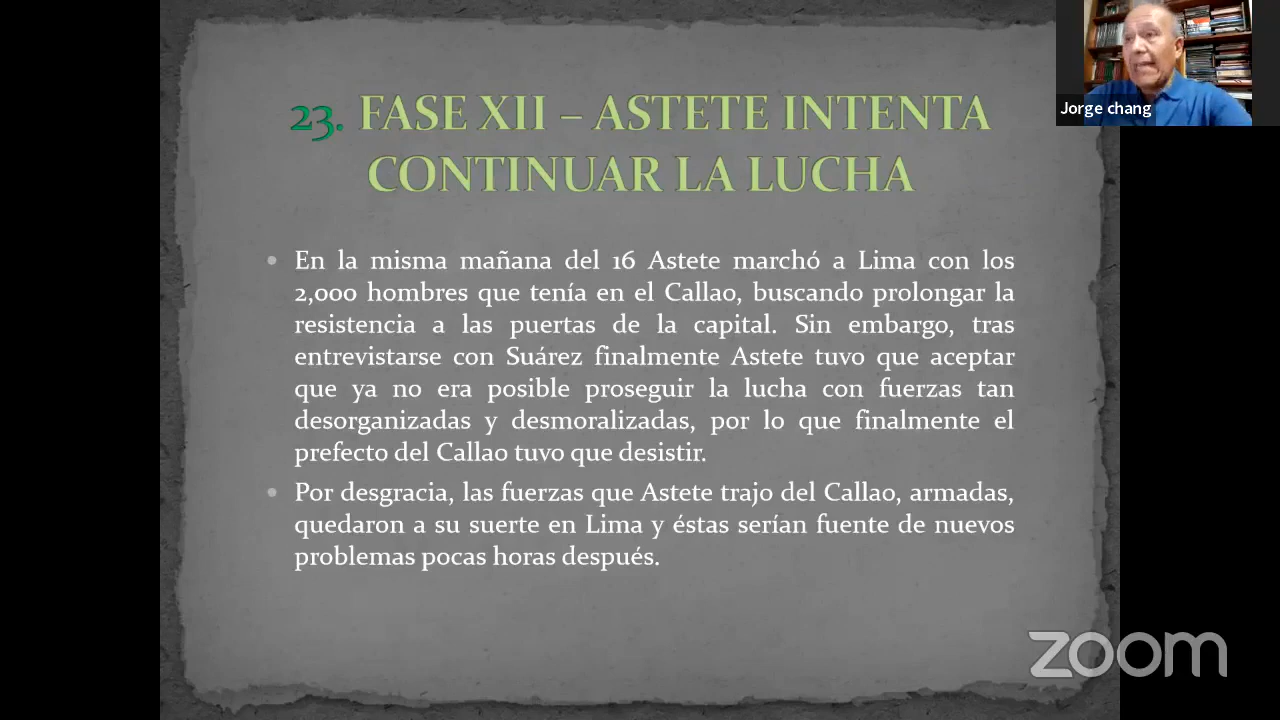 Jorge chang
23. FASE XII – ASTETE INTENTA
CONTINUAR LA LUCHA
• En la misma mañana del 16 Astete marchó a Lima con los
2,000 hombres que tenía en el Callao, buscando prolongar la
resistencia a las puertas de la capital. Sin embargo, tras
entrevistarse con Suárez finalmente Astete tuvo que aceptar
que ya no era posible proseguir la lucha con fuerzas tan
desorganizadas y desmoralizadas, por lo que finalmente el
prefecto del Callao tuvo que desistir.
• Por desgracia, las fuerzas que Astete trajo del Callao, armadas,
quedaron a su suerte en Lima y éstas serían fuente de nuevos
problemas pocas horas después.
zoom